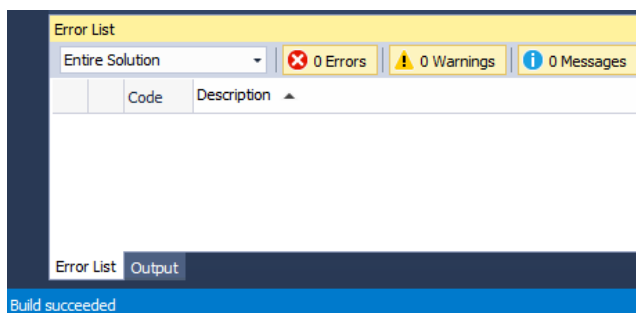 Error List
Entire Solution 0 Errors 0 Warnings 0 Messages
Code Description
Error List Output
Build succeeded